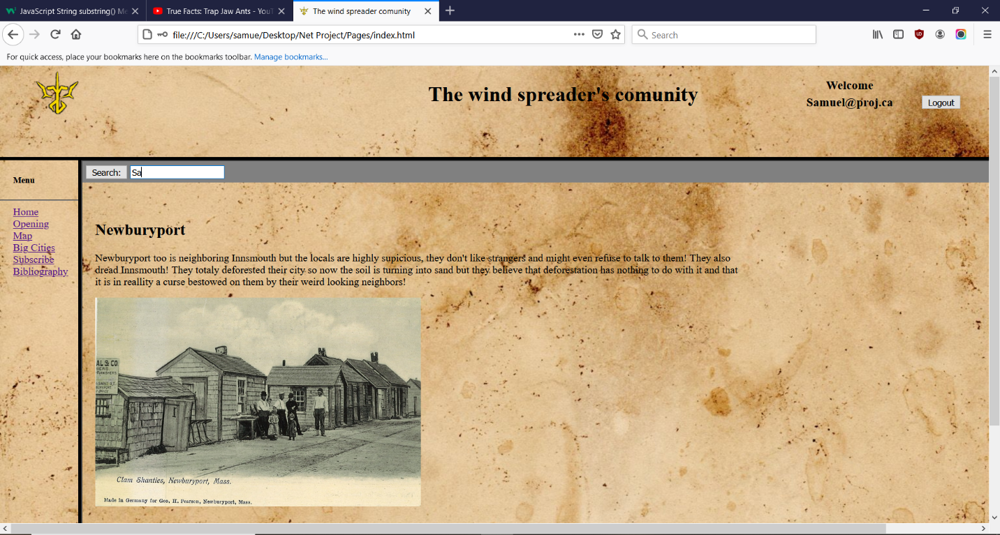 JavaScript String substring() Me
True Facts: Trap Jaw Ants - YouT
The wind spreader comunity
file:///C:/Users/samue/Desktop/Net Project/Pages/index.html
Search
For quick access, place your bookmarks here on the bookmarks toolbar. Manage bookmarks...
The wind spreader's comunity
Welcome
Samuel@proj.ca
Logout
Menu
Search:
Sa
Home
Opening
Map
Big Cities
Subscribe
Bibliography
Newburyport
Newburyport too is neighboring Innsmouth but the locals are highly supicious, they don't like strangers and might even refuse to talk to them! They also
dread Innsmouth! They totaly deforested their city so now the soil is turning into sand but they believe that deforestation has nothing to do with it and that
it is in reallity a curse bestowed on them by their weird looking neighbors!
AL & CO.
Clam Shanties, Newburyport, Mass.
Made in Germany for Geo. H. Pearson, Newburyport, Mass.